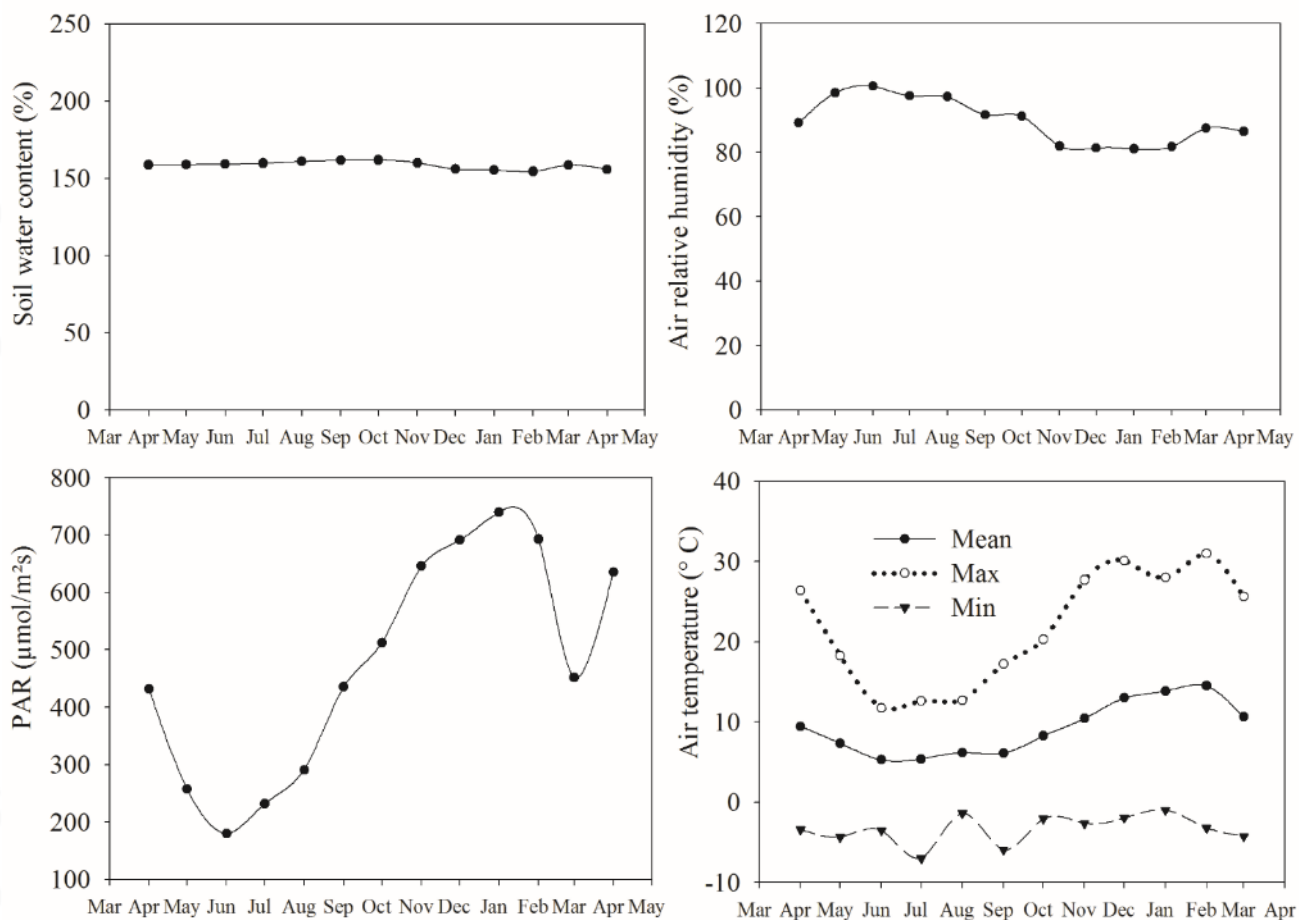 Soil water content (%)
250
200
150
100
50
0
Mar Apr May Jun Jul Aug Sep Oct Nov Dec Jan Feb Mar Apr May
Air relative humidity (%)
120
100
80
60
40
20
0
Mar Apr May Jun Jul Aug Sep Oct Nov Dec Jan Feb Mar Apr May
PAR (µmol/m²s)
800
700
600
500
400
300
200
100
Mar Apr May Jun Jul Aug Sep Oct Nov Dec Jan Feb Mar Apr May
Air temperature (° C)
40
30
20
10
0
-10
Mean
Max
Min
Mar Apr May Jun Jul Aug Sep Oct Nov Dec Jan Feb Mar Apr